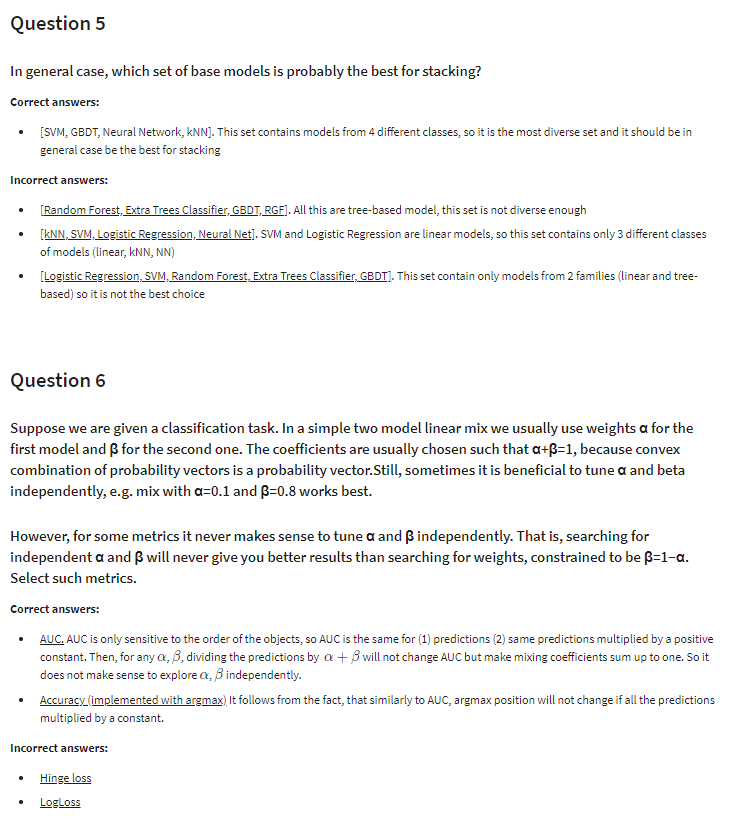 Question 5
In general case, which set of base models is probably the best for stacking?
Correct answers:
• [SVM, GBDT, Neural Network, kNN]. This set contains models from 4 different classes, so it is the most diverse set and it should be in
general case be the best for stacking
Incorrect answers:
• [Random Forest, Extra Trees Classifier, GBDT, RGF]. All this are tree-based model, this set is not diverse enough
• [kNN, SVM, Logistic Regression, Neural Net]. SVM and Logistic Regression are linear models, so this set contains only 3 different classes
of models (linear, kNN, NN)
• [Logistic Regression, SVM, Random Forest, Extra Trees Classifier, GBDT]. This set contain only models from 2 families (linear and tree-
based) so it is not the best choice
Question 6
Suppose we are given a classification task. In a simple two model linear mix we usually use weights α for the
first model and β for the second one. The coefficients are usually chosen such that α+β=1, because convex
combination of probability vectors is a probability vector.Still, sometimes it is beneficial to tune α and beta
independently, e.g. mix with α=0.1 and β=0.8 works best.
However, for some metrics it never makes sense to tune α and β independently. That is, searching for
independent α and β will never give you better results than searching for weights, constrained to be β=1−α.
Select such metrics.
Correct answers:
• AUC. AUC is only sensitive to the order of the objects, so AUC is the same for (1) predictions (2) same predictions multiplied by a positive
constant. Then, for any α, β, dividing the predictions by α + β will not change AUC but make mixing coefficients sum up to one. So it
does not make sense to explore α, β independently.
• Accuracy (implemented with argmax) It follows from the fact, that similarly to AUC, argmax position will not change if all the predictions
multiplied by a constant.
Incorrect answers:
• Hinge loss
• LogLoss